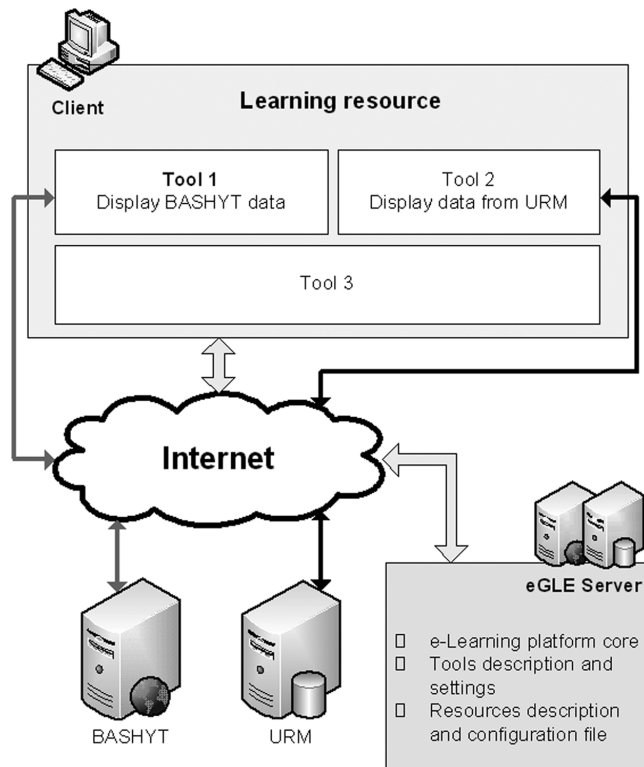 Client
Learning resource
Tool 1
Display BASHYT data
Tool 2
Display data from URM
Tool 3
Internet
eGLE Server
e-Learning platform core
Tools description and
settings
Resources description
and configuration file
BASHYT
URM